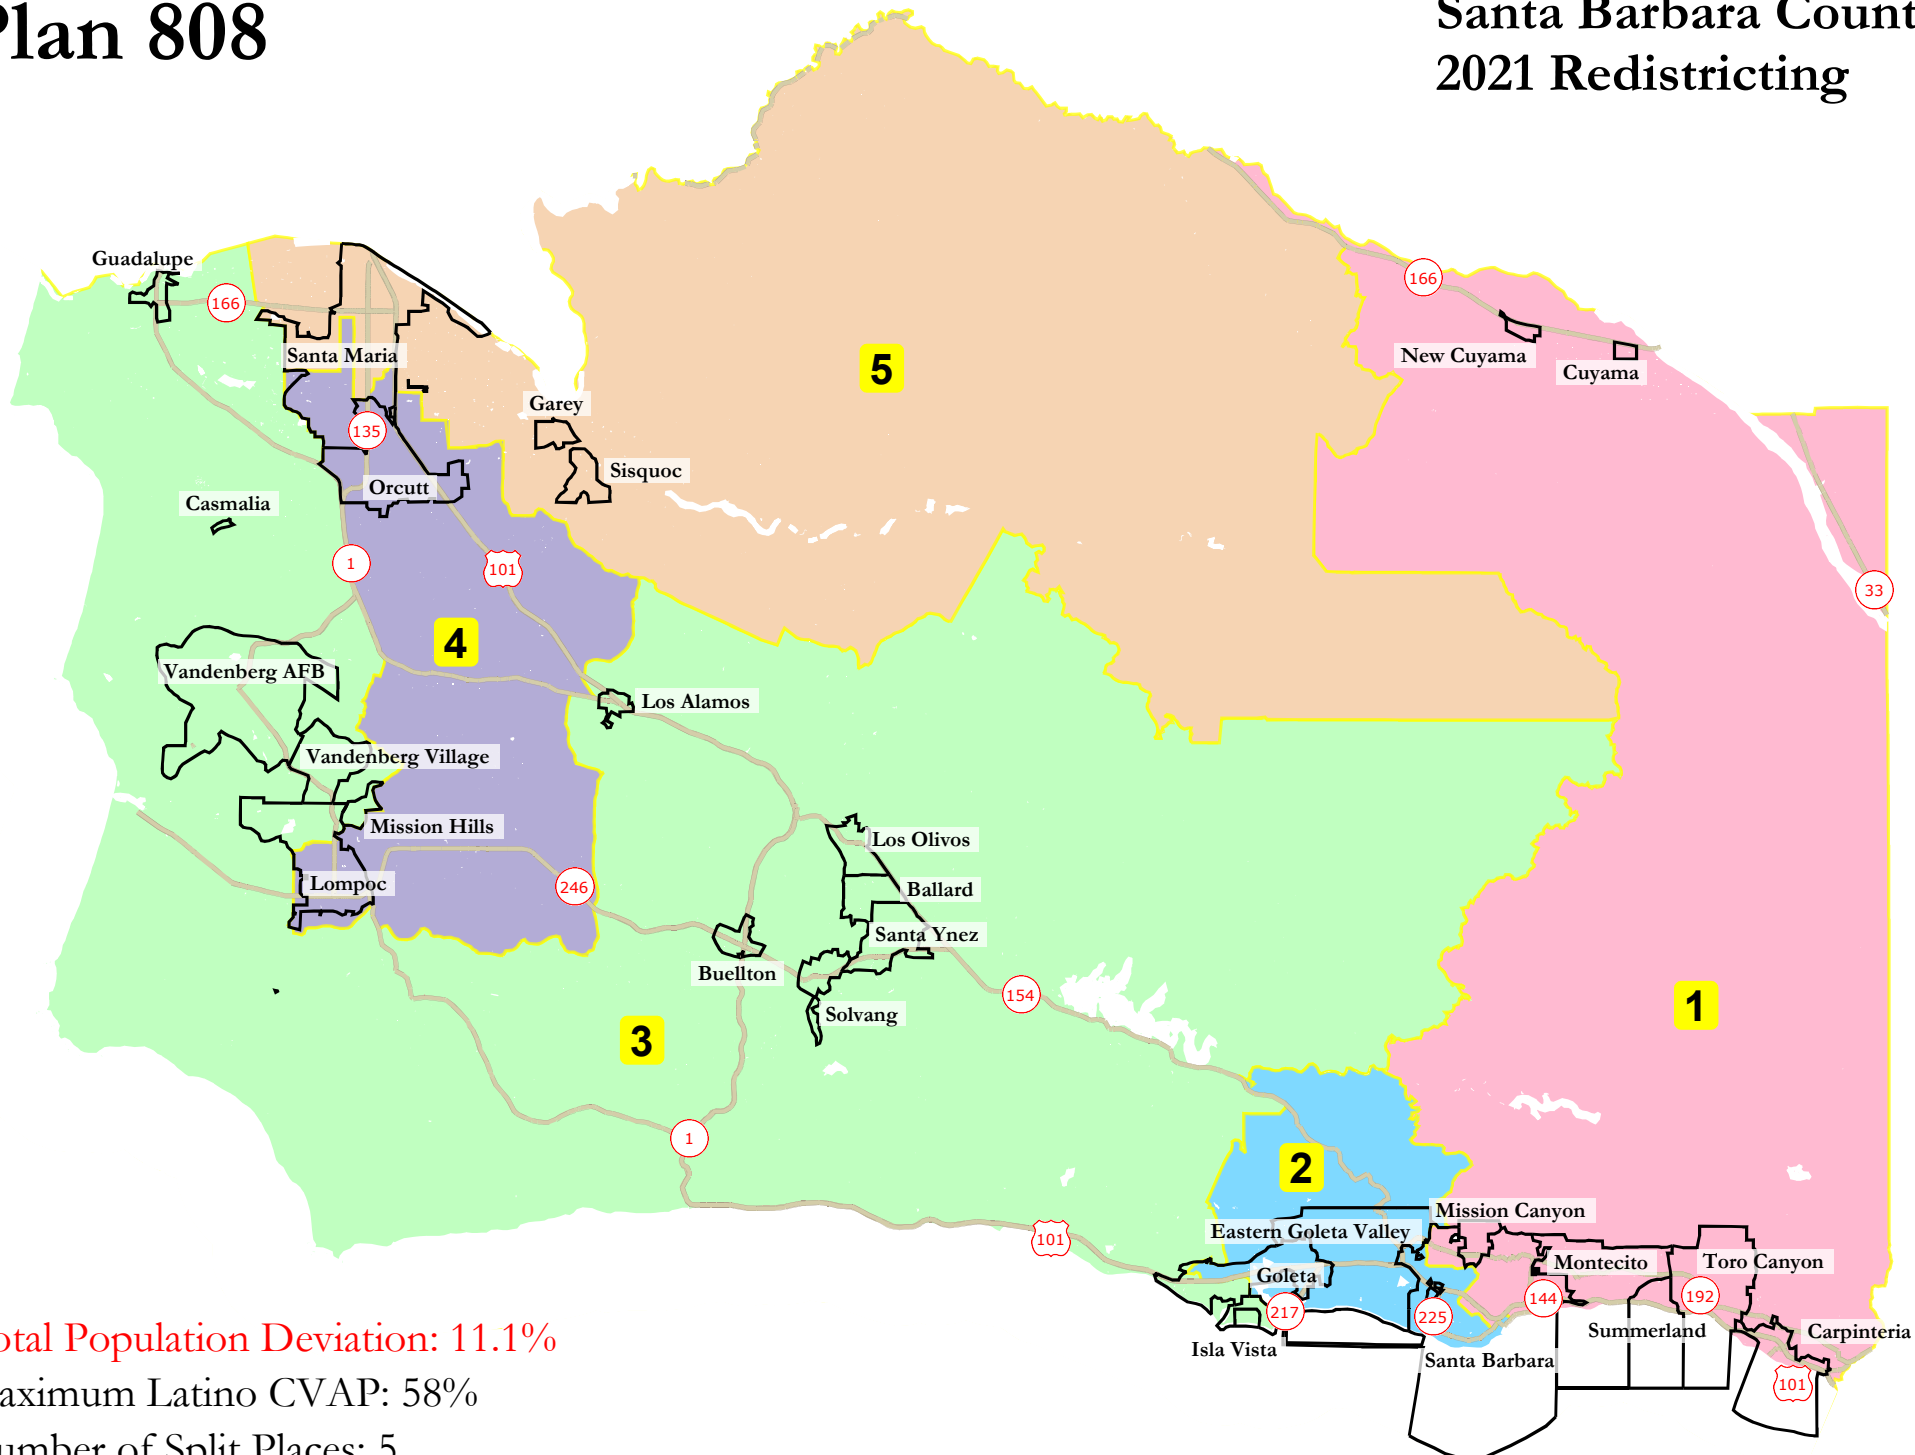 Plan 808
Santa Barbara Count
2021 Redistricting
Guadalupe
166
Santa Maria
5
166
New Cuyama
Cuyama
Garey
135
Sisquoc
Orcutt
Casmalia
1
101
33
4
Vandenberg AFB
Los Alamos
Vandenberg Village
Mission Hills
Los Olivos
Lompoc
246
Ballard
Santa Ynez
Buellton
154
1
Solvang
3
1
2
Mission Canyon
101
Eastern Goleta Valley
Montecito
Toro Canyon
Goleta
217
225
144
192
Summerland
Carpinteria
Isla Vista
Santa Barbara
101
otal Population Deviation: 11.1%
aximum Latino CVAP: 58%
umber of Split Places: 5